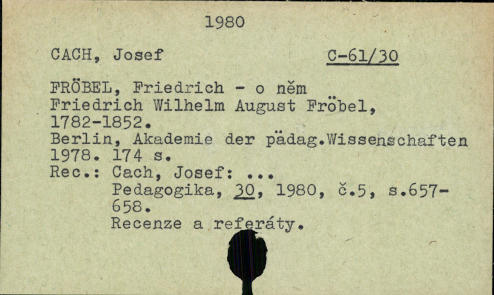 1980
CACH, Josef C-61/30
FRÖBEL, Friedrich - o něm
Friedrich Wilhelm August Fröbel,
1782-1852.
Berlin, Akademie der pädag.Wissenschaften
1978. 174 s.
Rec.: Cach, Josef: ...
Pedagogika, 30, 1980, č.5, s.657-
658.
Recenze a referáty.